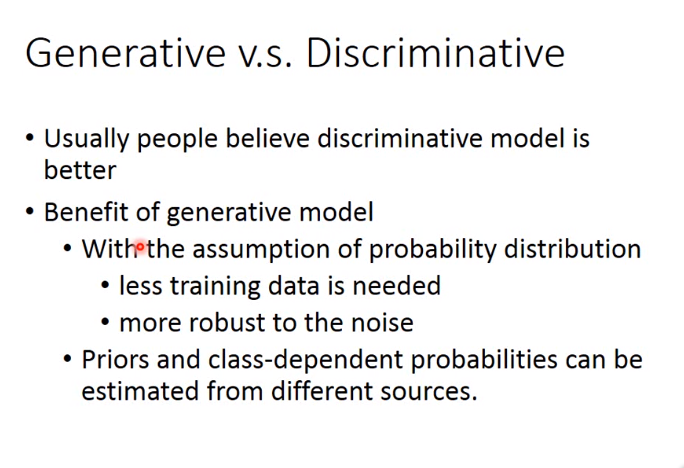 Generative v.s. Discriminative
• Usually people believe discriminative model is
better
• Benefit of generative model
• With the assumption of probability distribution
• less training data is needed
• more robust to the noise
• Priors and class-dependent probabilities can be
estimated from different sources.